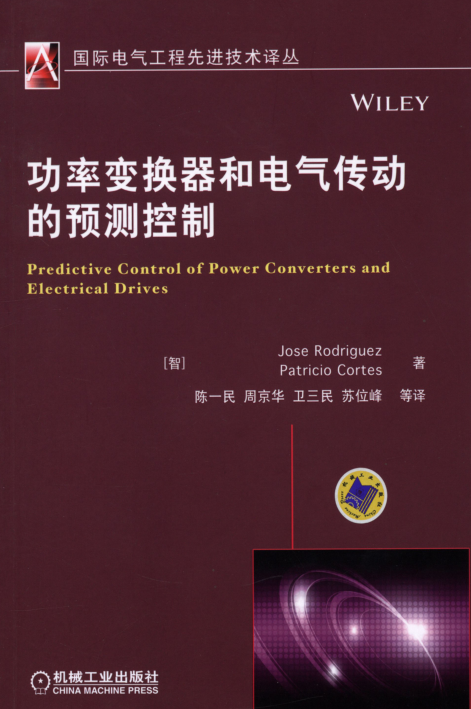 国际电气工程先进技术译丛
WILEY
功率变换器和电气传动
的预测控制
Predictive Control of Power Converters and
Electrical Drives
[智] Jose Rodriguez
Patricio Cortes 著
陈一民 周京华 卫三民 苏位峰 等译
机械工业出版社
CHINA MACHINE PRESS